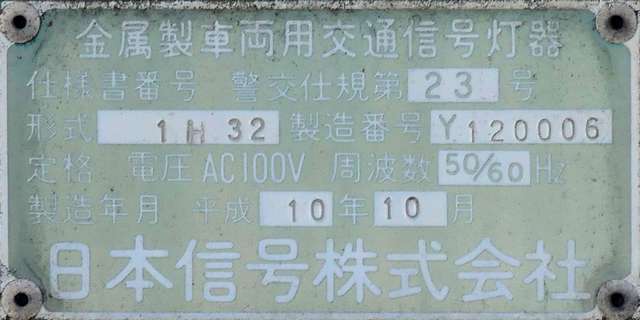 金属製車両用交通信号灯器
仕様書番号 警交仕規第 23 号
形式 1H32 製造番号 Y120006
定格 電圧 AC100V 周波数 50/60 Hz
製造年月 平成 10 年 10 月
日本信号株式会社